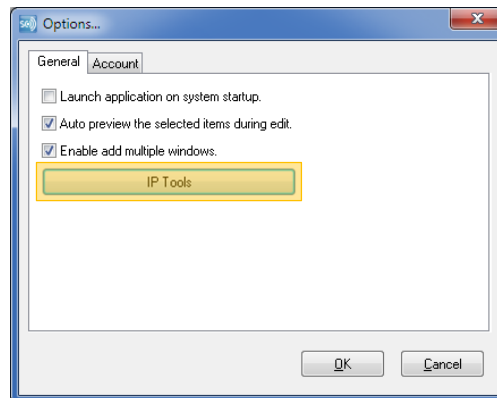 Options...
General Account
Launch application on system startup.
Auto preview the selected items during edit.
Enable add multiple windows.
IP Tools
OK Cancel